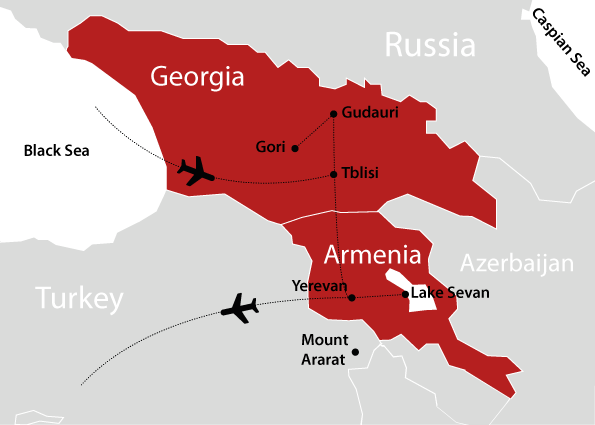 Russia
Caspian Sea
Georgia
Gudauri
Black Sea
Gori
Tblisi
Armenia
Azerbaijan
Turkey
Yerevan
Lake Sevan
Mount
Ararat